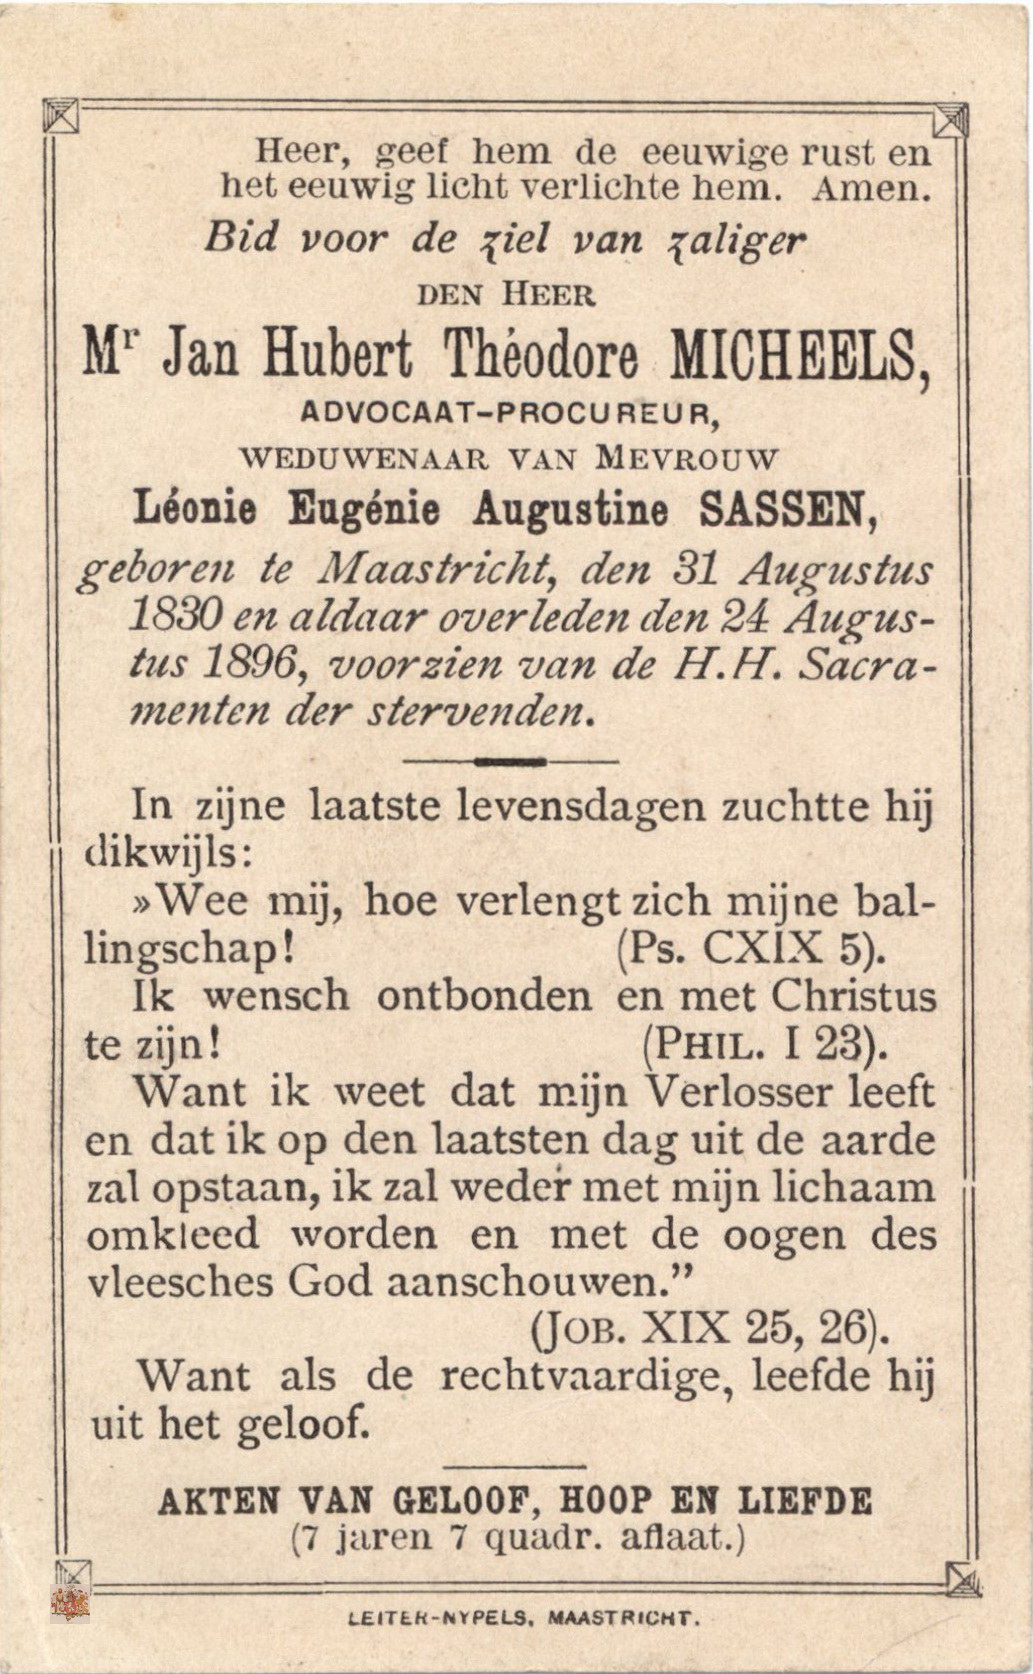 Heer, geef hem de eeuwige rust en
het eeuwig licht verlichte hem. Amen.
Bid voor de ziel van zaliger
DEN HEER
Mr Jan Hubert Théodore MICHEELS,
ADVOCAAT-PROCUREUR,
WEDUWENAAR VAN MEVROUW
Léonie Eugénie Augustine SASSEN,
geboren te Maastricht, den 31 Augustus
1830 en aldaar overleden den 24 Augus-
tus 1896, voorzien van de H.H. Sacra-
menten der stervenden.
In zijne laatste levensdagen zuchtte hij
dikwijls:
»Wee mij, hoe verlengt zich mijne bal-
lingschap! (Ps. CXIX 5).
Ik wensch ontbonden en met Christus
te zijn! (PHIL. I 23).
Want ik weet dat mijn Verlosser leeft
en dat ik op den laatsten dag uit de aarde
zal opstaan, ik zal weder met mijn lichaam
omkleed worden en met de oogen des
vleesches God aanschouwen.”
(JOB. XIX 25, 26).
Want als de rechtvaardige, leefde hij
uit het geloof.
AKTEN VAN GELOOF, HOOP EN LIEFDE
(7 jaren 7 quadr. aflaat.)
LEITER-NYPELS, MAASTRICHT.